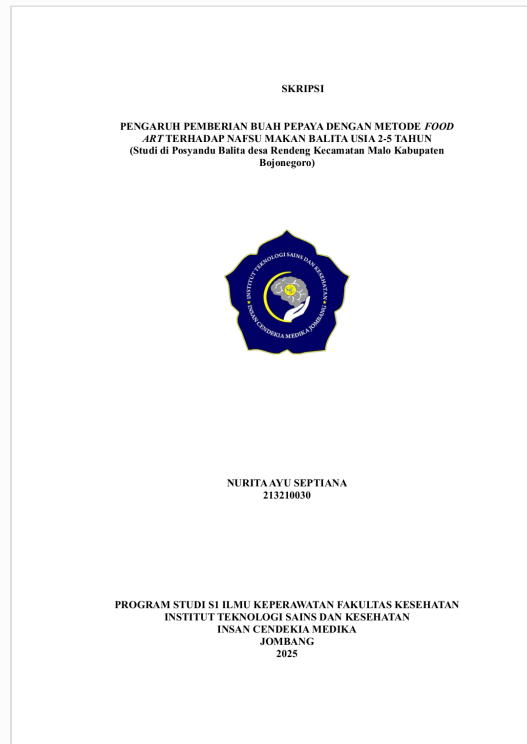 SKRIPSI
PENGARUH PEMBERIAN BUAH PEPAYA DENGAN METODE FOOD
ART TERHADAP NAFSU MAKAN BALITA USIA 2-5 TAHUN
(Studi di Posyandu Balita desa Rendeng Kecamatan Malo Kabupaten
Bojonegoro)
INSTITUT TEKNOLOGI SAINS DAN KESEHATAN
INSAN CENDEKIA MEDIKA JOMBANG
NURITA AYU SEPTIANA
213210030
PROGRAM STUDI S1 ILMU KEPERAWATAN FAKULTAS KESEHATAN
INSTITUT TEKNOLOGI SAINS DAN KESEHATAN
INSAN CENDEKIA MEDIKA
JOMBANG
2025